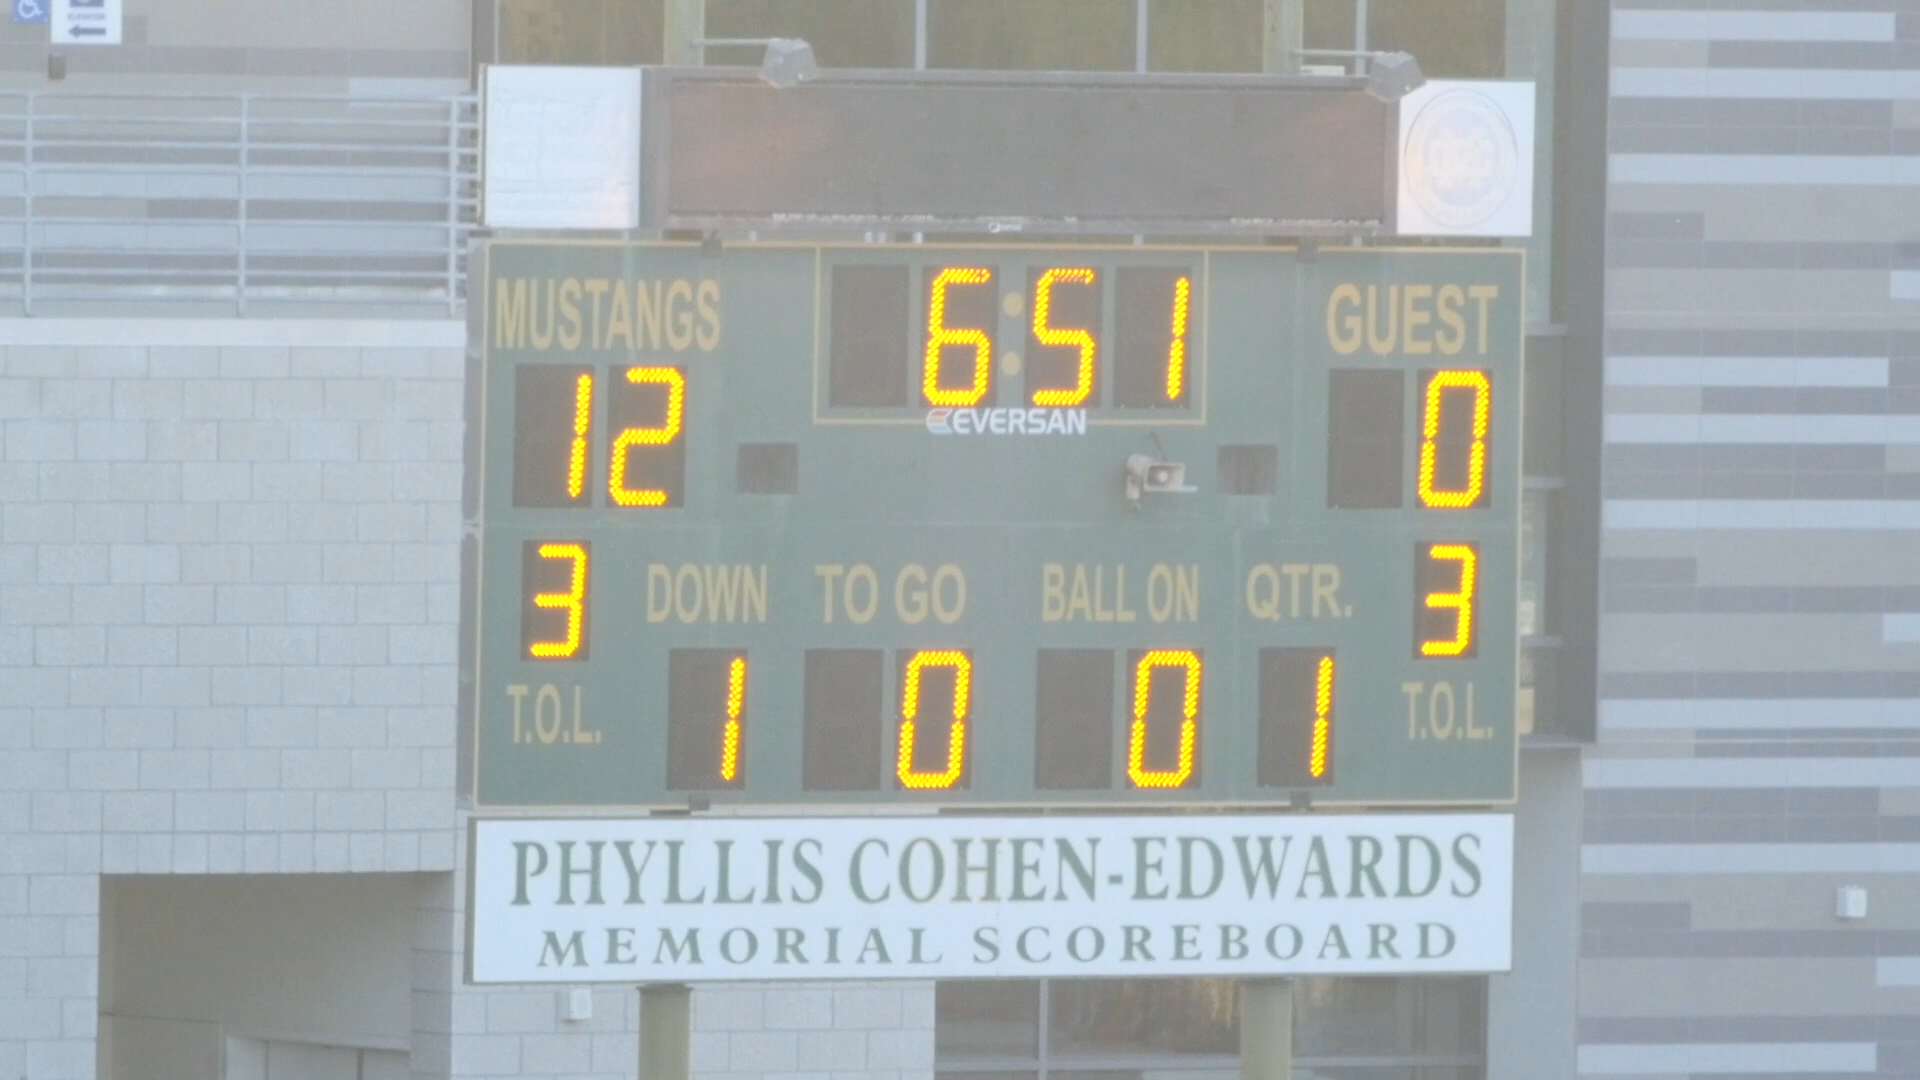 ELEVATOR
MUSTANGS 6:51 GUEST
EVERSAN
12 0
3 DOWN TO GO BALL ON QTR. 3
T.O.L. 1 0 0 1 T.O.L.
PHYLLIS COHEN-EDWARDS
MEMORIAL SCOREBOARD